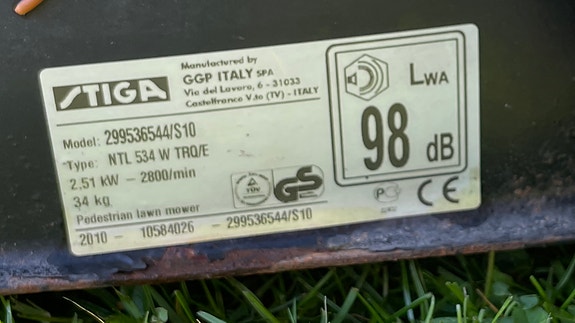 STIGA
Manufactured by
GGP ITALY SPA
Via del Lavoro, 6 - 31033
Castelfranco V.to (TV) - ITALY
Model: 299536544/S10
Type: NTL 534 W TRQ/E
2.51 kW - 2800/min
34 kg
Pedestrian lawn mower
2010 - 10584026 - 299536544/S10
TÜV
GS
LWA
98 dB
CE